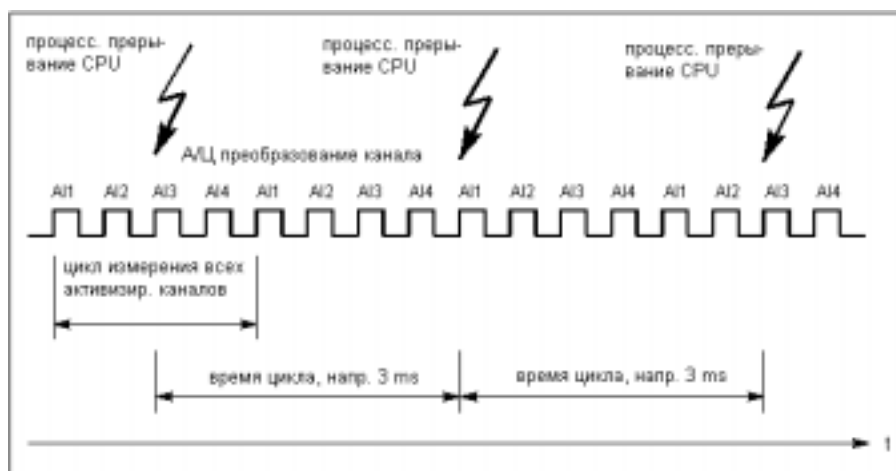 процесс. преры-
вание CPU
процесс. преры-
вание CPU
процесс. преры-
вание CPU
А/Ц преобразование канала
AI1 AI2 AI3 AI4 AI1 AI2 AI3 AI4 AI1 AI2 AI3 AI4 AI1 AI2 AI3 AI4
цикл измерения всех
активизир. каналов
время цикла, напр. 3 ms
время цикла, напр. 3 ms
1